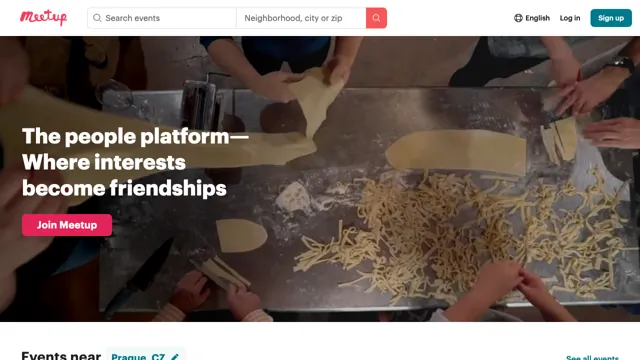 Meetup
Search events
Neighborhood, city or zip
English
Log in
Sign up
The people platform—
Where interests
become friendships
Join Meetup
Events near Prague, CZ
See all events